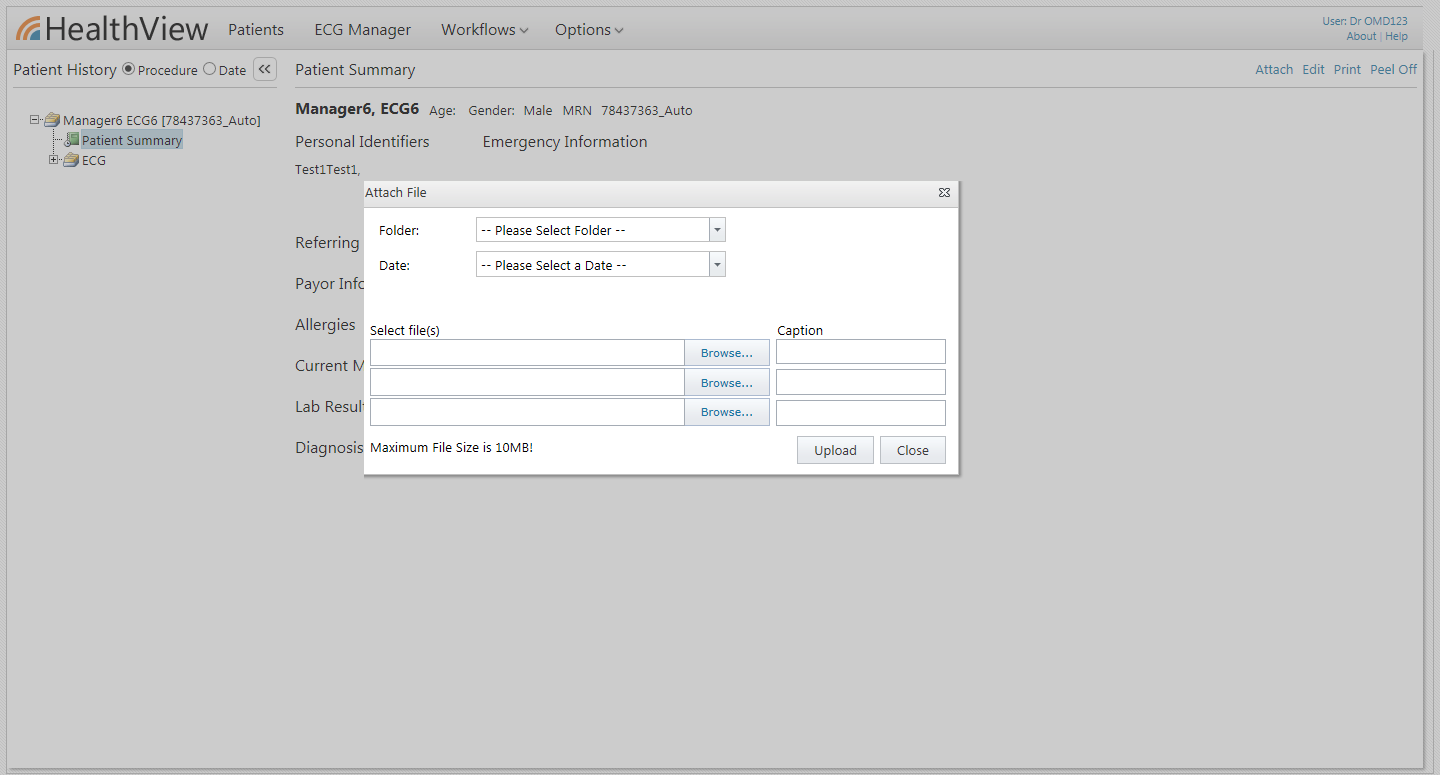 HealthView Patients ECG Manager Workflows Options
User: Dr OMD123
About | Help
Patient History Procedure Date
Patient Summary
Attach Edit Print Peel Off
Manager6 ECG6 [78437363_Auto]
Patient Summary
ECG
Manager6, ECG6 Age: Gender: Male MRN 78437363_Auto
Personal Identifiers Emergency Information
Test1Test1,
Referring
Payor Info
Allergies
Current M
Lab Result
Diagnosis
Attach File
Folder: -- Please Select Folder --
Date: -- Please Select a Date --
Select file(s) Caption
Browse...
Browse...
Browse...
Maximum File Size is 10MB!
Upload Close